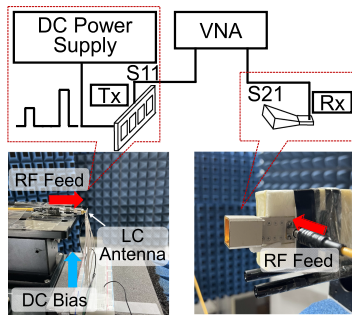 DC Power
Supply
VNA
S11
Tx
S21
Rx
RF Feed
LC
Antenna
DC Bias
RF Feed